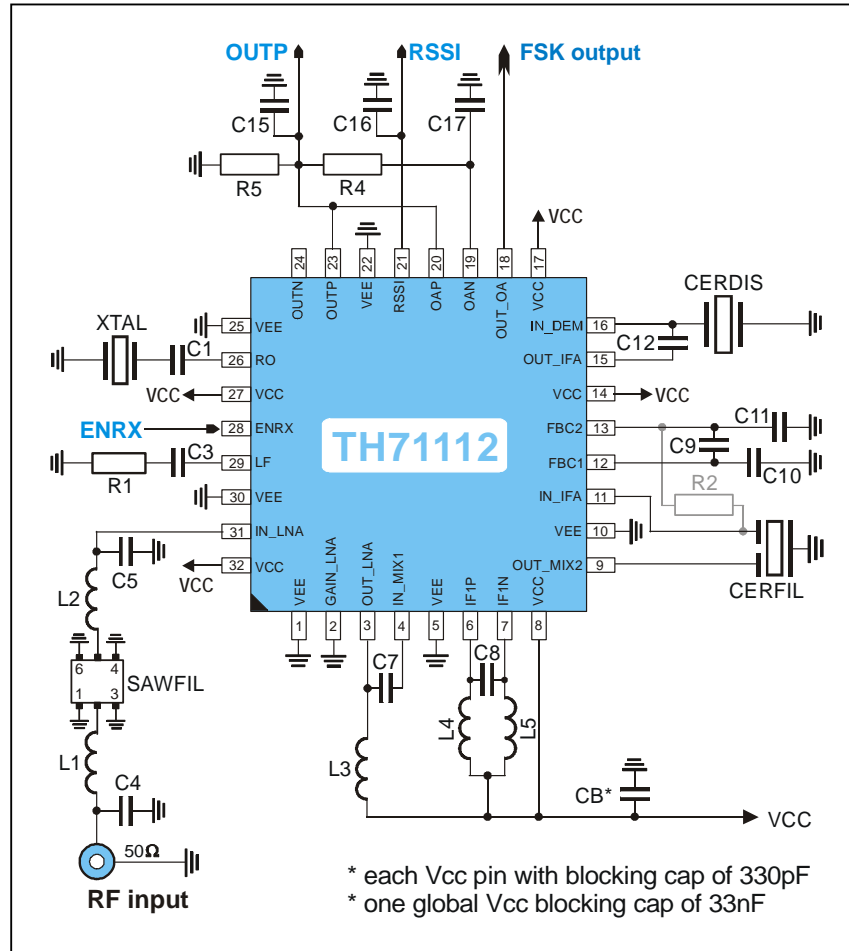 OUTP RSSI FSK output
C15 C16 C17
R5 R4
VCC
24 23 22 21 20 19 18 17
OUTN OUTP VEE RSSI OAP OAN OUT_OA VCC
CERDIS
XTAL
C1
25 VEE
IN_DEM 16
C12
26 RO
OUT_IFA 15
VCC 27 VCC
VCC 14 VCC
ENRX 28 ENRX
TH71112
FBC2 13
C11
C9
R1 C3 29 LF
FBC1 12
C10
30 VEE
IN_IFA 11
R2
31 IN_LNA
VEE 10
C5
VCC 32 VCC
OUT_MIX2 9
CERFIL
VEE GAIN_LNA OUT_LNA IN_MIX1 VEE IF1P IF1N VCC
1 2 3 4 5 6 7 8
L2
6 4
1 3
SAWFIL
C7 C8
L4 L5
L1
L3
C4
CB*
VCC
50Ω
RF input
* each Vcc pin with blocking cap of 330pF
* one global Vcc blocking cap of 33nF